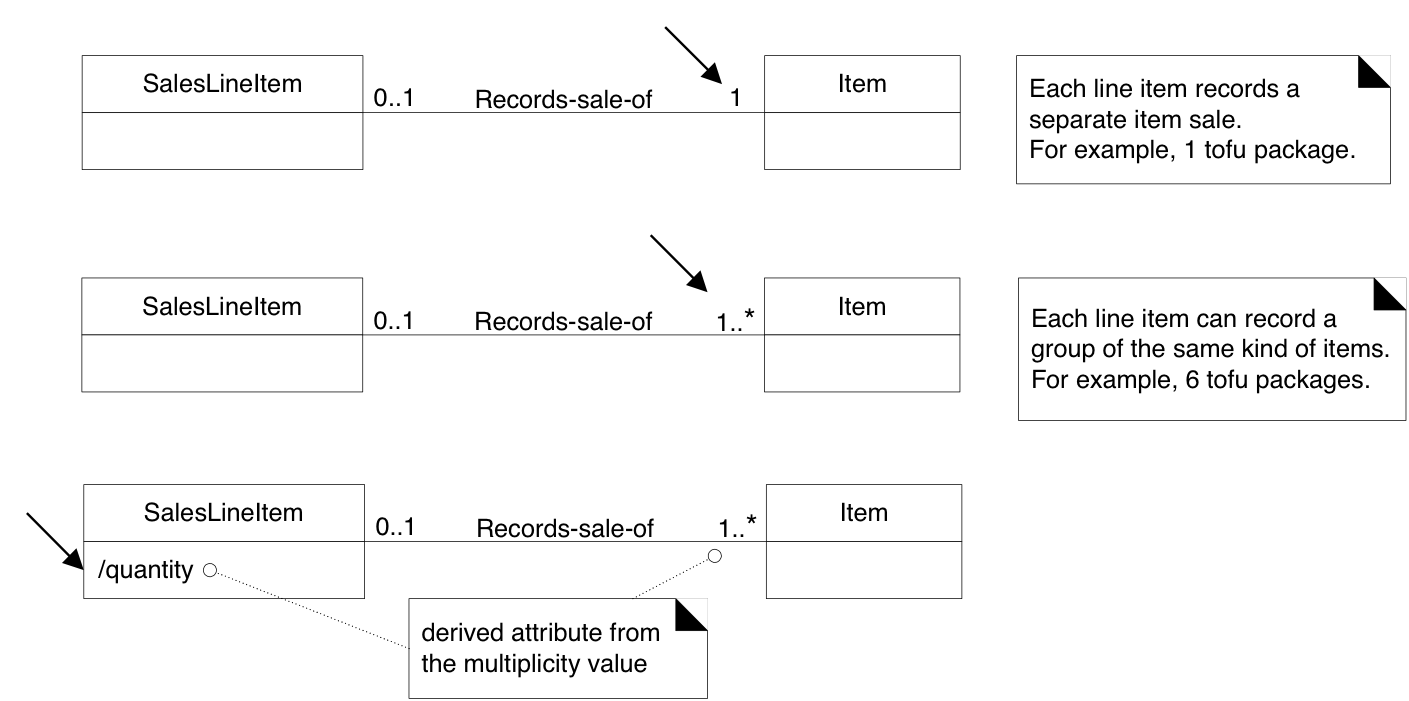 SalesLineItem
0..1
Records-sale-of
1
Item
Each line item records a
separate item sale.
For example, 1 tofu package.
SalesLineItem
0..1
Records-sale-of
1..*
Item
Each line item can record a
group of the same kind of items.
For example, 6 tofu packages.
SalesLineItem
0..1
Records-sale-of
1..*
Item
/quantity
derived attribute from
the multiplicity value